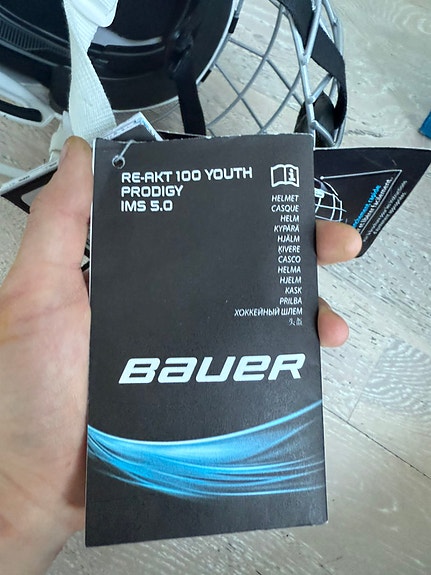 RE-AKT 100 YOUTH
PRODIGY
IMS 5.0
HELMET
CASQUE
HELM
KYPÄRÄ
HJÄLM
KIVERE
CASCO
HELMA
HJELM
KASK
PRILBA
ХОККЕЙНЫЙ ШЛЕМ
头盔
BAUER